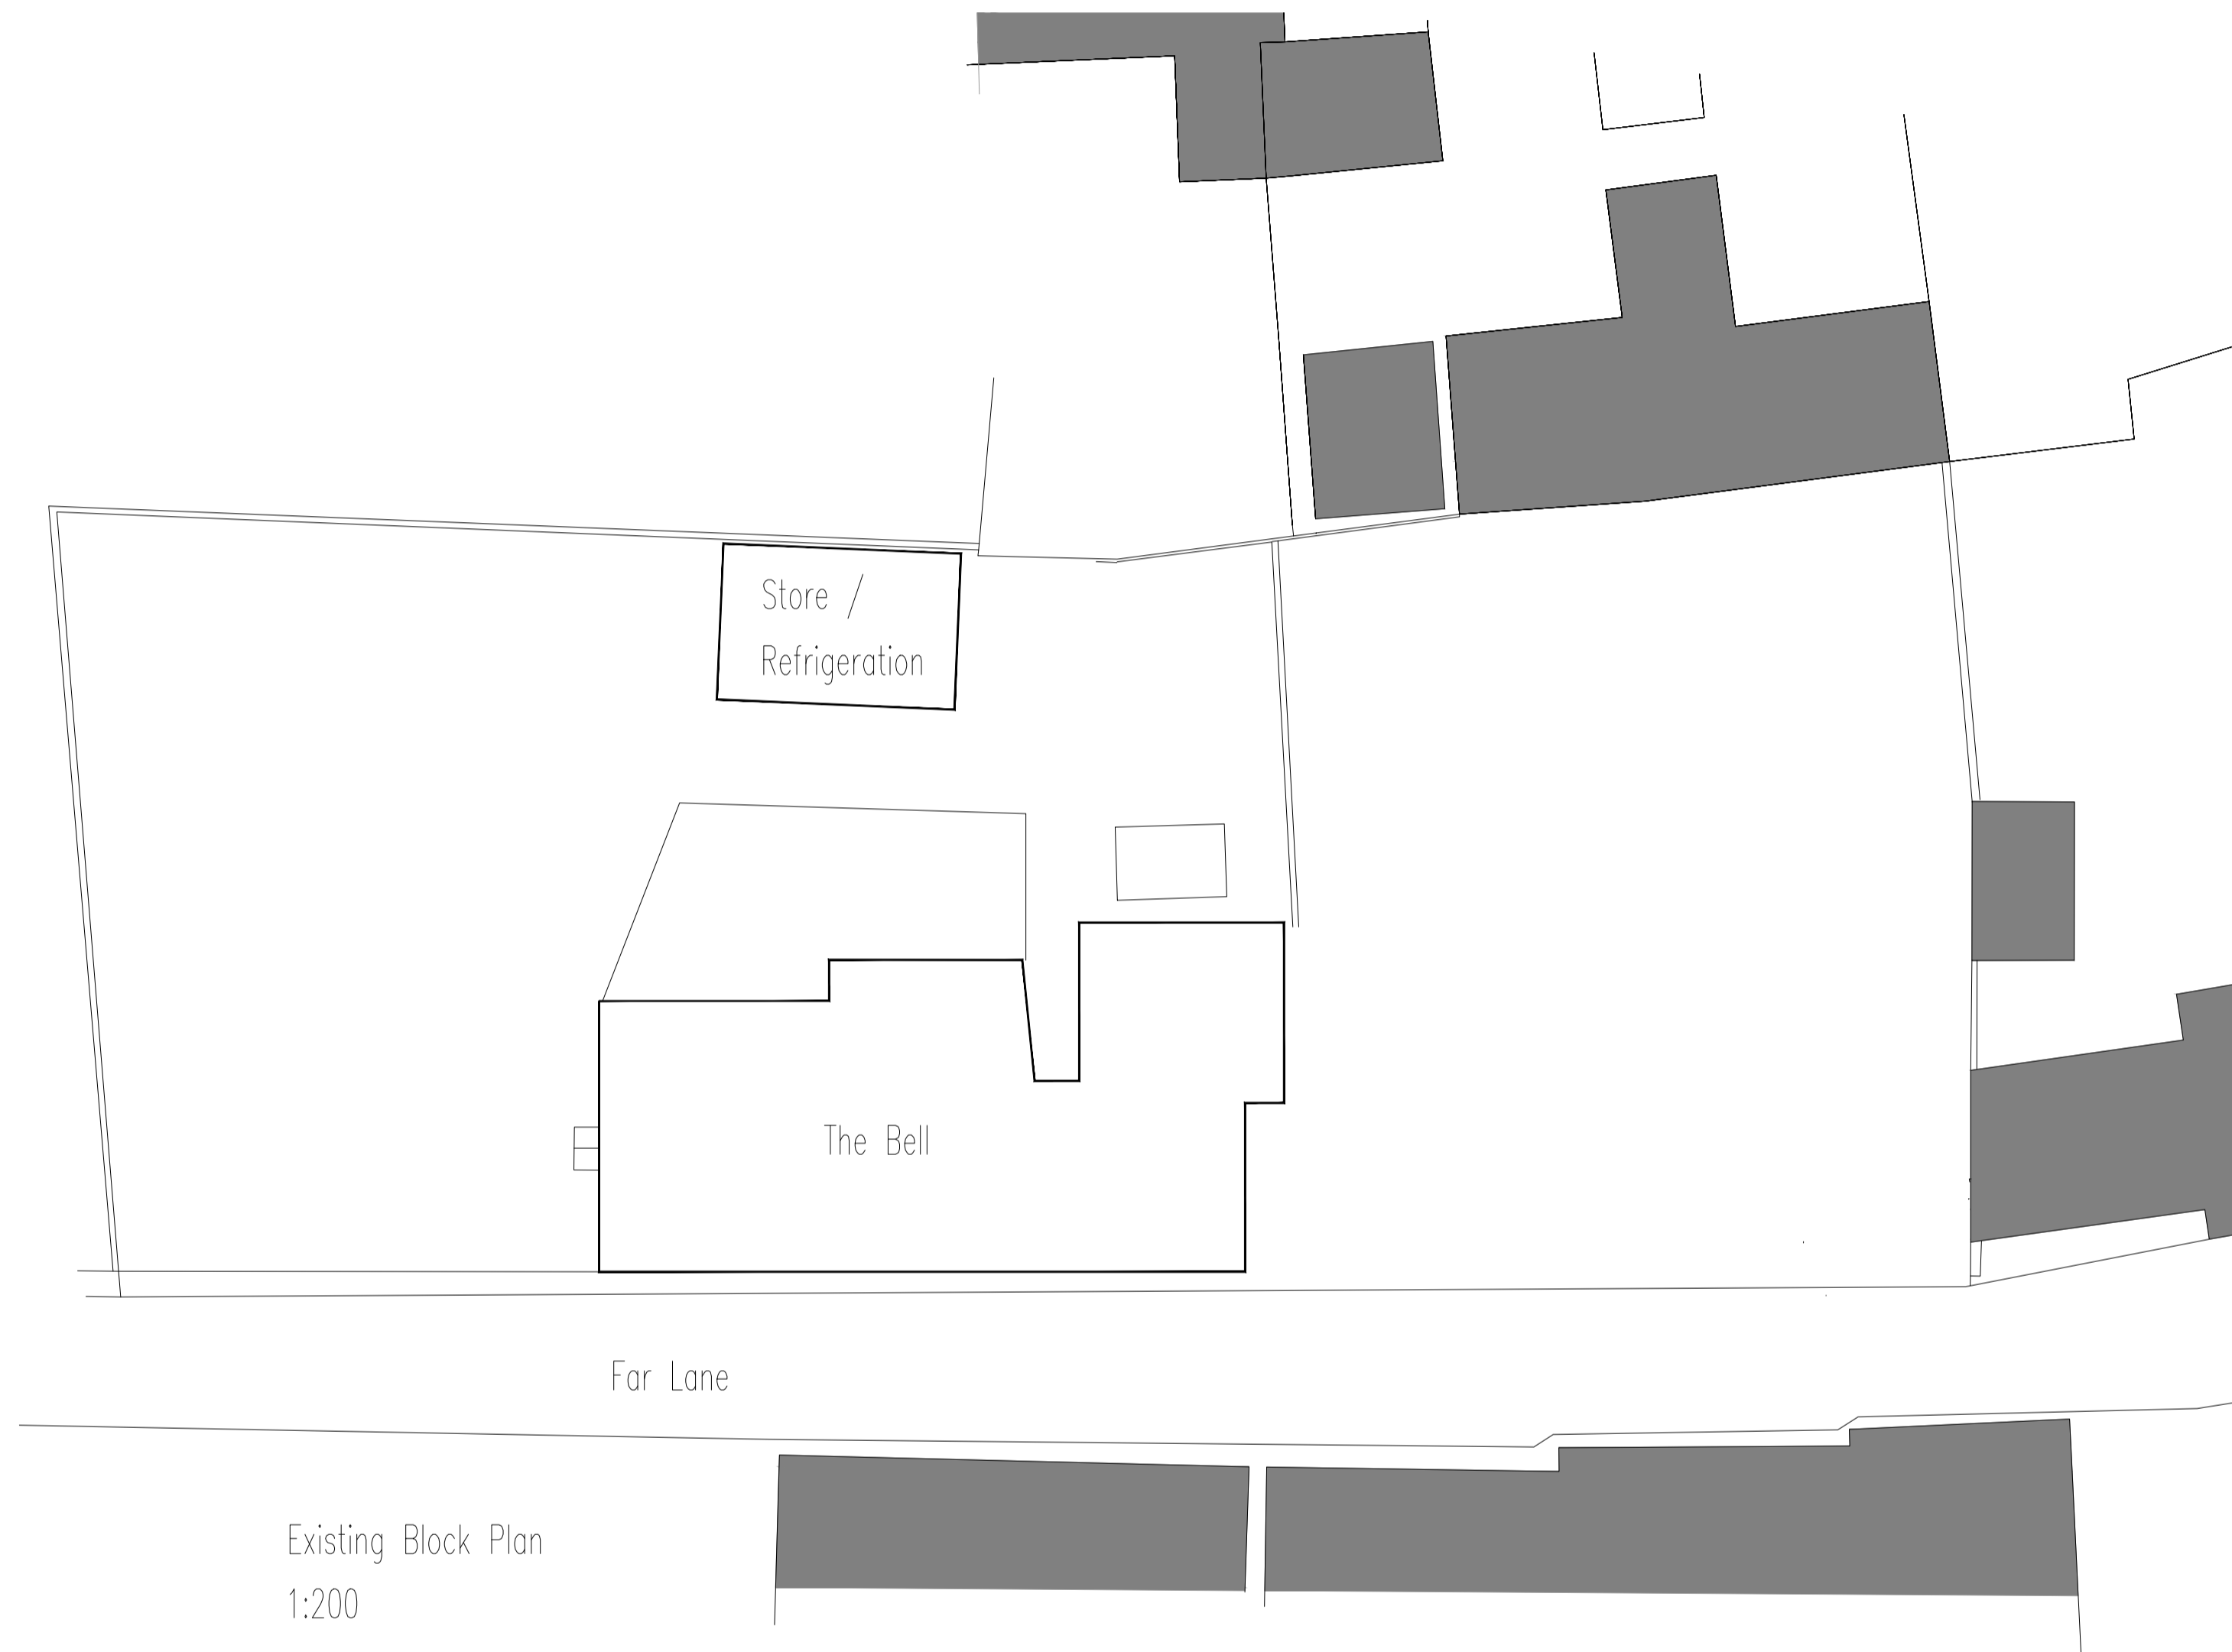 Store /
Refrigeration
The Bell
Far Lane
Existing Block Plan
1:200